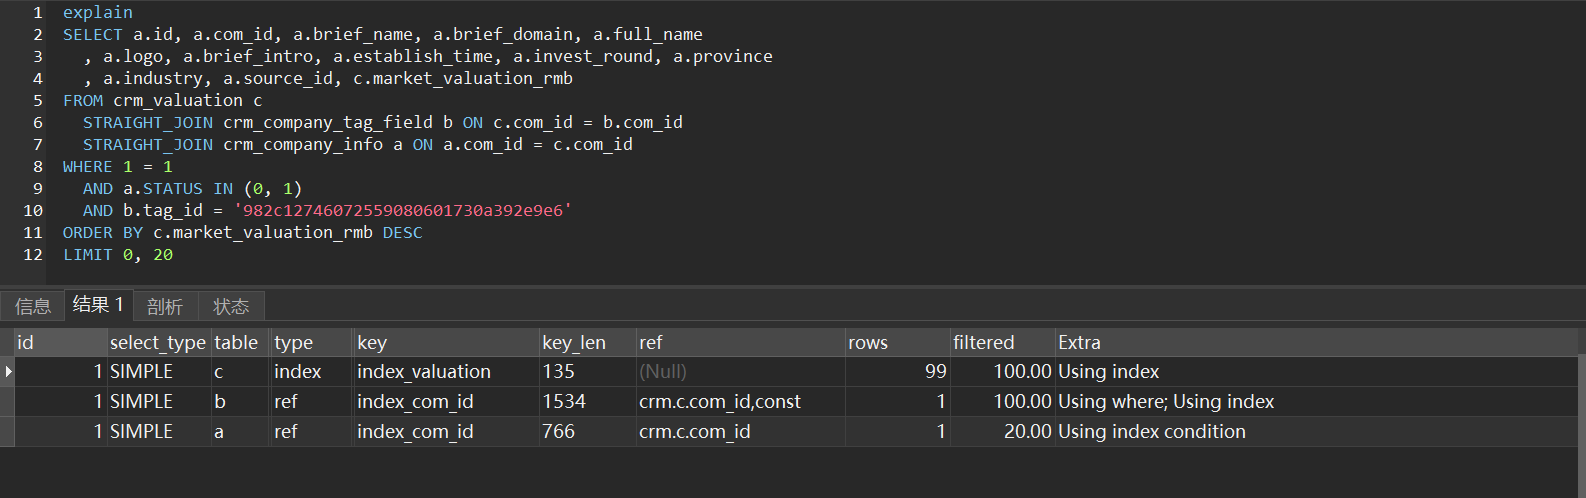 1 explain
2 SELECT a.id, a.com_id, a.brief_name, a.brief_domain, a.full_name
3 , a.logo, a.brief_intro, a.establish_time, a.invest_round, a.province
4 , a.industry, a.source_id, c.market_valuation_rmb
5 FROM crm_valuation c
6 STRAIGHT_JOIN crm_company_tag_field b ON c.com_id = b.com_id
7 STRAIGHT_JOIN crm_company_info a ON a.com_id = c.com_id
8 WHERE 1 = 1
9 AND a.STATUS IN (0, 1)
10 AND b.tag_id = '982c12746072559080601730a392e9e6'
11 ORDER BY c.market_valuation_rmb DESC
12 LIMIT 0, 20
信息 结果 1 剖析 状态
id select_type table type key key_len ref rows filtered Extra
1 SIMPLE c index index_valuation 135 (Null) 99 100.00 Using index
1 SIMPLE b ref index_com_id 1534 crm.c.com_id,const 1 100.00 Using where; Using index
1 SIMPLE a ref index_com_id 766 crm.c.com_id 1 20.00 Using index condition